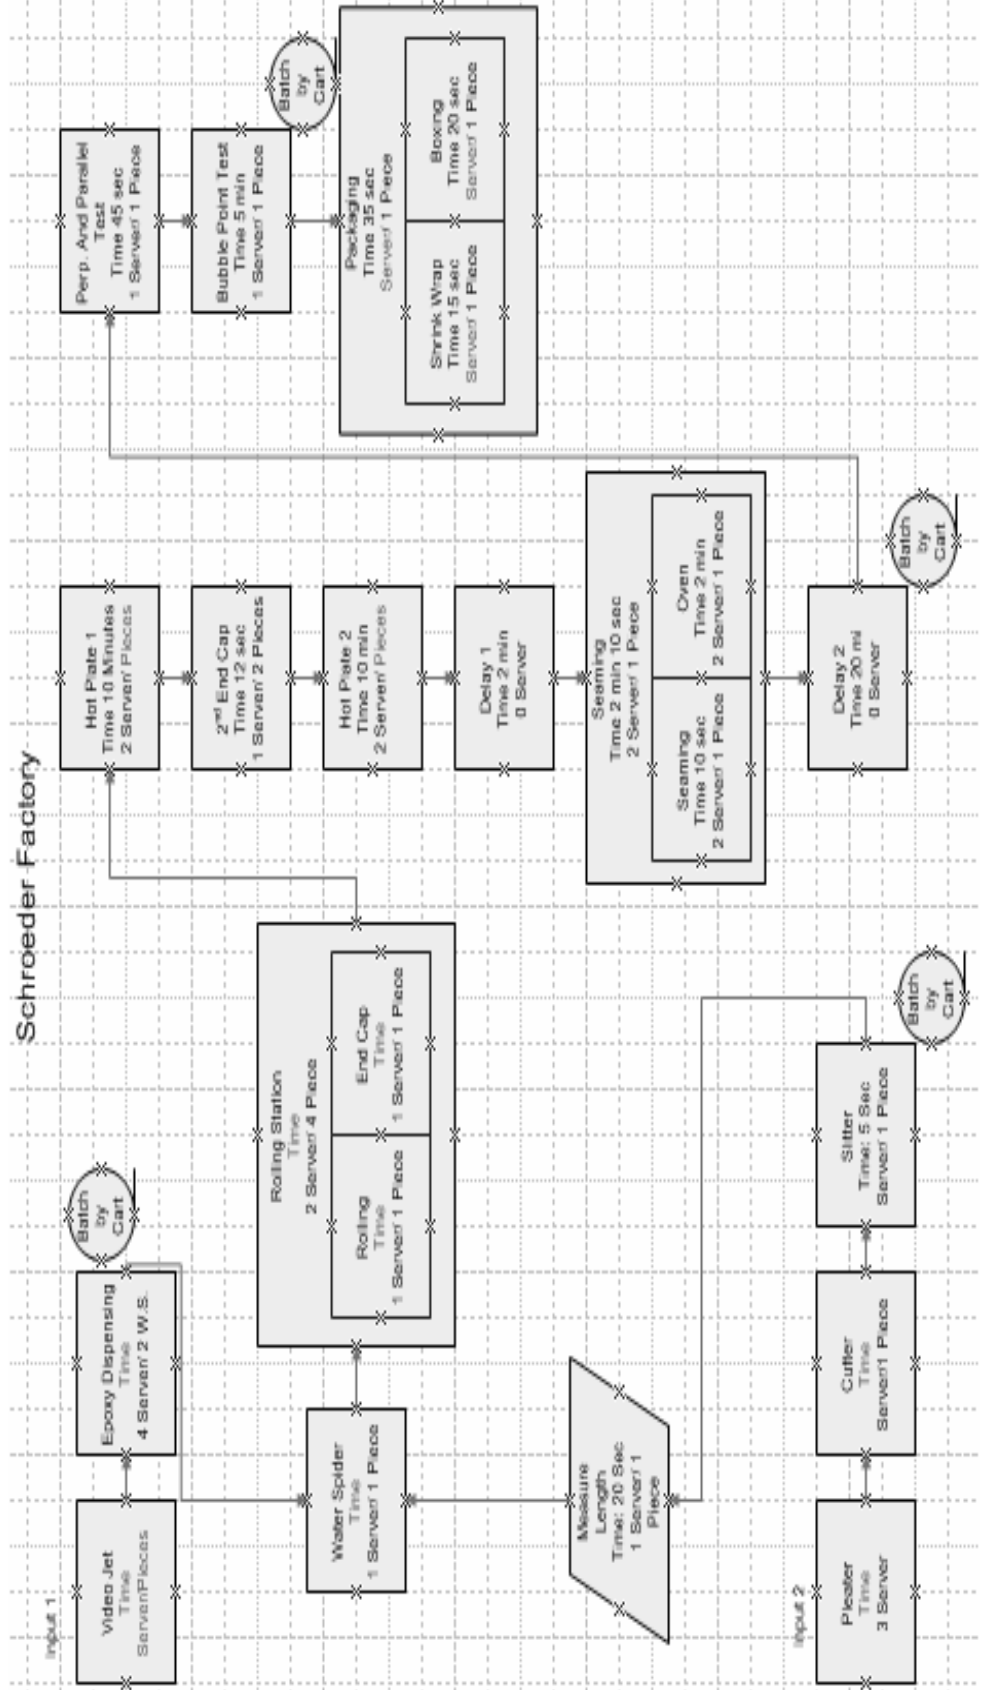 Schroeder Factory
Input 1
Video Jet
Time
Server/Pieces
Epoxy Dispensing
Time
4 Server/ 2 W.S.
Batch
by
Cart
Water Spider
Time
1 Server/ 1 Piece
Rolling Station
Time
2 Server/ 4 Piece
Rolling
Time
1 Server/ 1 Piece
End Cap
Time
1 Server/ 1 Piece
Measure
Length
Time: 20 Sec
1 Server/ 1
Piece
Input 2
Pleater
Time
3 Server
Cutter
Time
Server/1 Piece
Slitter
Time: 5 Sec
Server/ 1 Piece
Batch
by
Cart
Hot Plate 1
Time 10 Minutes
2 Server/ Pieces
2nd End Cap
Time 12 sec
1 Server/ 2 Pieces
Hot Plate 2
Time 10 min
2 Server/ Pieces
Delay 1
Time 2 min
0 Server
Seaming
Time 2 min 10 sec
2 Server/ 1 Piece
Seaming
Time 10 sec
2 Server/ 1 Piece
Oven
Time 2 min
2 Server/ 1 Piece
Delay 2
Time 20 mi
0 Server
Batch
by
Cart
Perp. And Parallel
Test
Time 45 sec
1 Server/ 1 Piece
Bubble Point Test
Time 5 min
1 Server/ 1 Piece
Batch
by
Cart
Packaging
Time 35 sec
Server/ 1 Piece
Shrink Wrap
Time 15 sec
Server/ 1 Piece
Boxing
Time 20 sec
Server/ 1 Piece